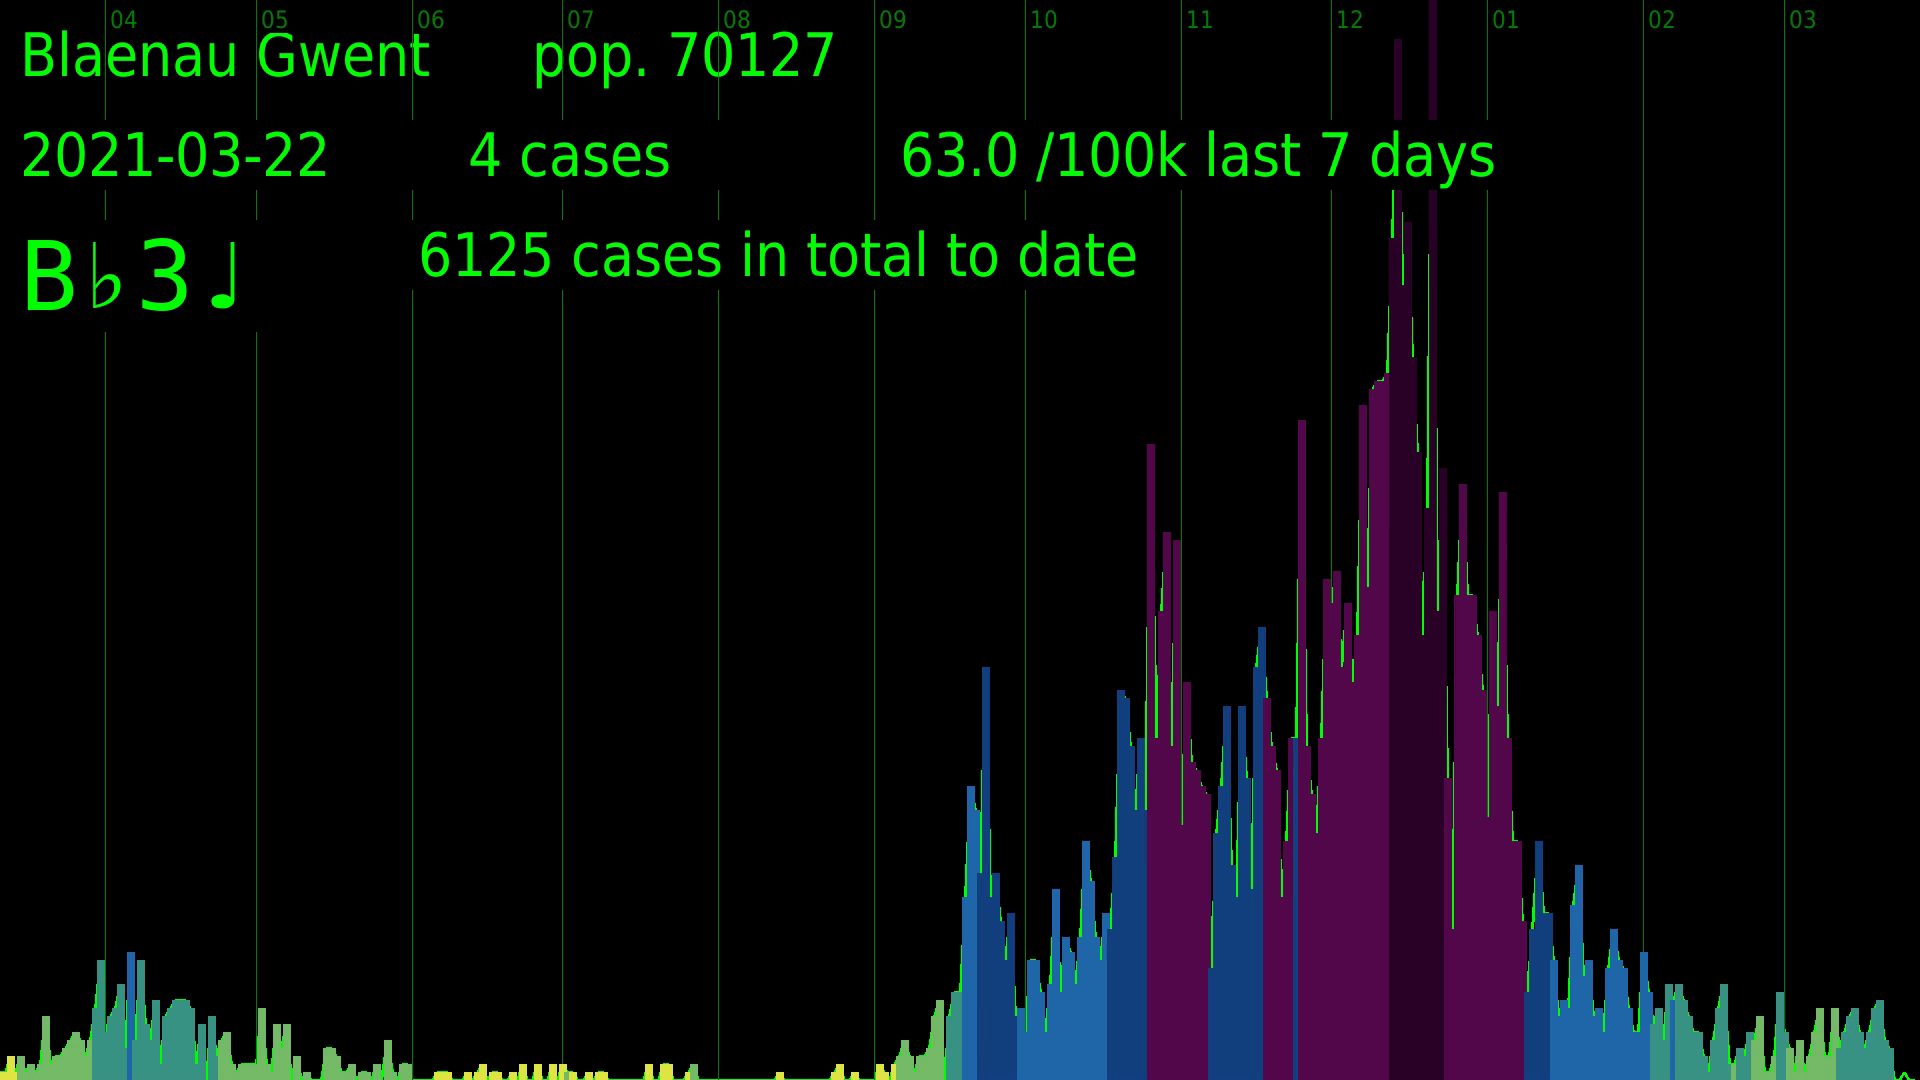 04 05 06 07 08 09 10 11 12 01 02 03
Blaenau Gwent pop. 70127
2021-03-22 4 cases 63.0 /100k last 7 days
B♭3♩ 6125 cases in total to date